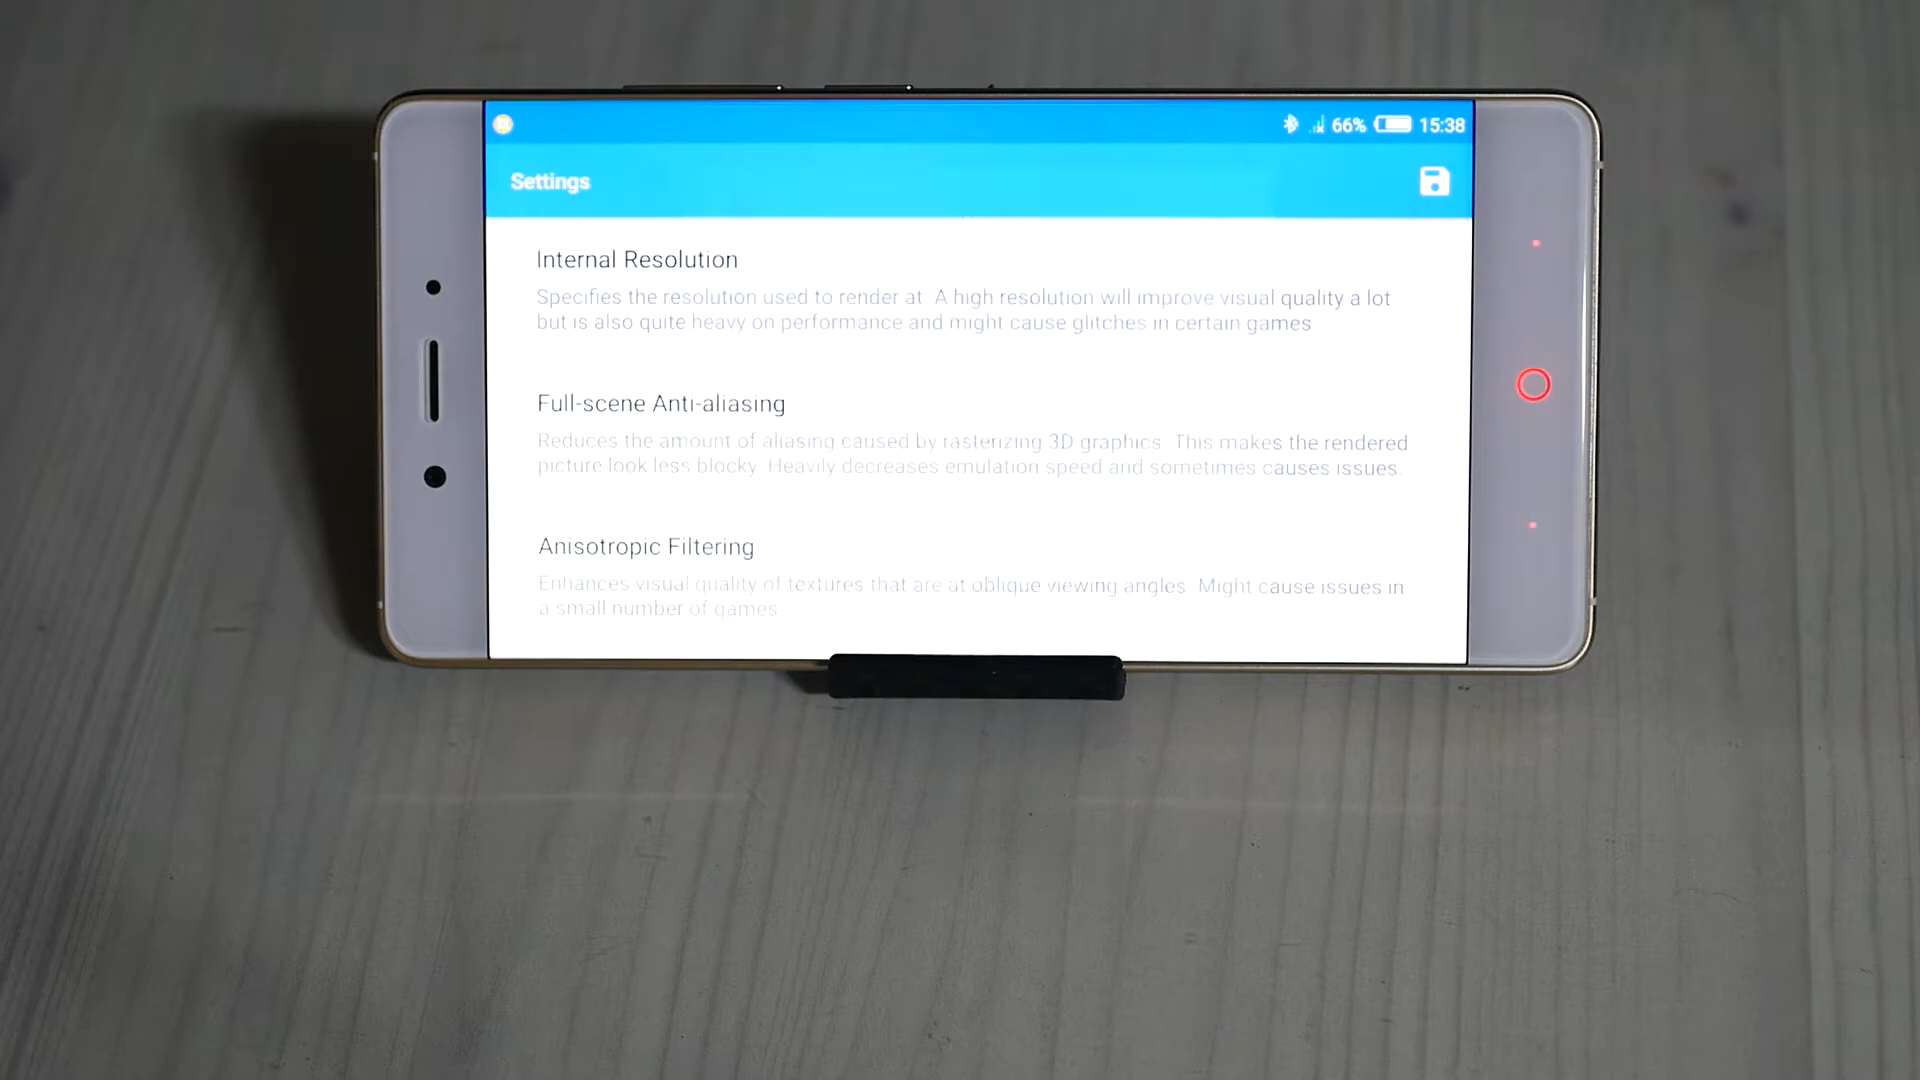 66% 15:38
Settings
Internal Resolution
Specifies the resolution used to render at. A high resolution will improve visual quality a lot
but is also quite heavy on performance and might cause glitches in certain games
Full-scene Anti-aliasing
Reduces the amount of aliasing caused by rasterizing 3D graphics. This makes the rendered
picture look less blocky. Heavily decreases emulation speed and sometimes causes issues.
Anisotropic Filtering
Enhances visual quality of textures that are at oblique viewing angles. Might cause issues in
a small number of games